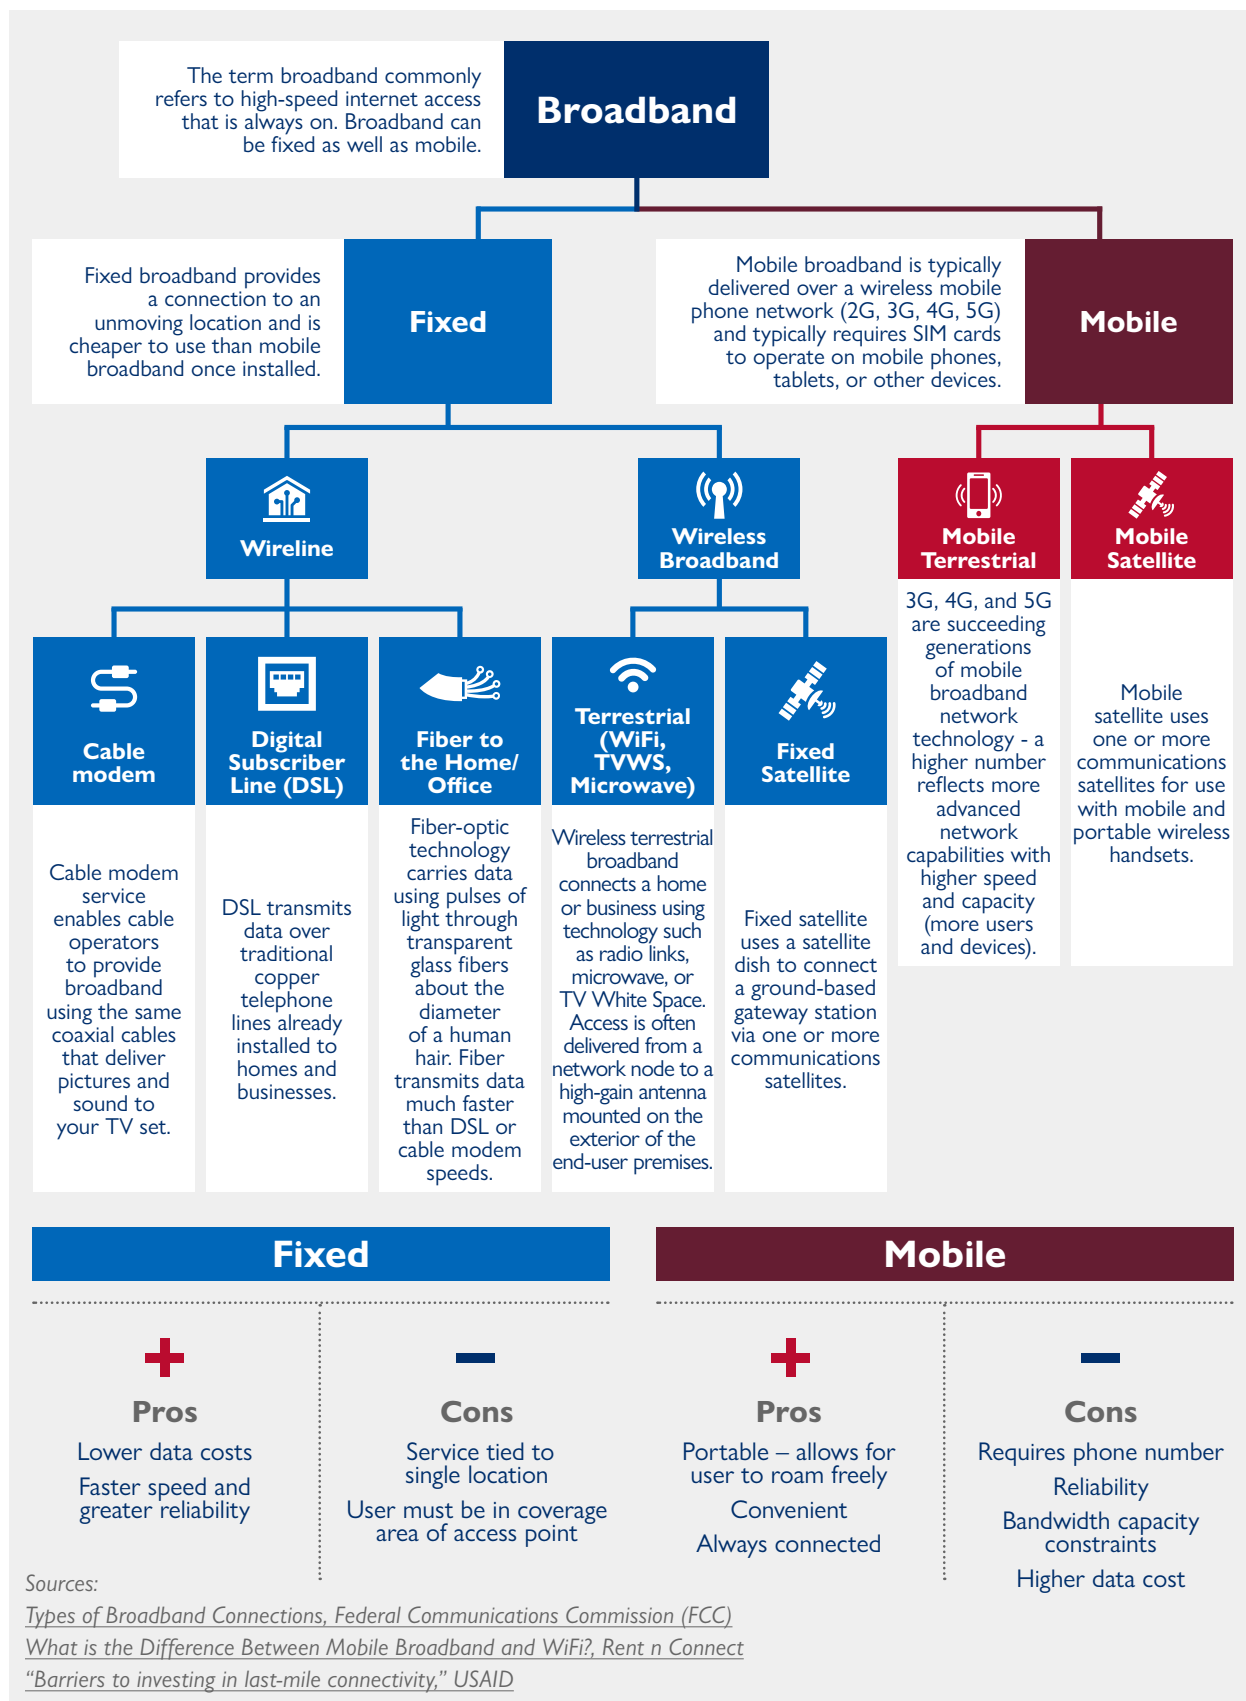 The term broadband commonly
refers to high-speed internet access
that is always on. Broadband can
be fixed as well as mobile.
Broadband
Fixed broadband provides
a connection to an
unmoving location and is
cheaper to use than mobile
broadband once installed.
Fixed
Mobile broadband is typically
delivered over a wireless mobile
phone network (2G, 3G, 4G, 5G)
and typically requires SIM cards
to operate on mobile phones,
tablets, or other devices.
Mobile
Wireline
Wireless
Broadband
Mobile
Terrestrial
Mobile
Satellite
3G, 4G, and 5G
are succeeding
generations
of mobile
broadband
network
technology - a
higher number
reflects more
advanced
network
capabilities with
higher speed
and capacity
(more users
and devices).
Mobile
satellite uses
one or more
communications
satellites for use
with mobile and
portable wireless
handsets.
Cable
modem
Digital
Subscriber
Line (DSL)
Fiber to
the Home/
Office
Terrestrial
(WiFi,
TVWS,
Microwave)
Fixed
Satellite
Cable modem
service
enables cable
operators
to provide
broadband
using the same
coaxial cables
that deliver
pictures and
sound to
your TV set.
DSL transmits
data over
traditional
copper
telephone
lines already
installed to
homes and
businesses.
Fiber-optic
technology
carries data
using pulses of
light through
transparent
glass fibers
about the
diameter
of a human
hair. Fiber
transmits data
much faster
than DSL or
cable modem
speeds.
Wireless terrestrial
broadband
connects a home
or business using
technology such
as radio links,
microwave, or
TV White Space.
Access is often
delivered from a
network node to a
high-gain antenna
mounted on the
exterior of the
end-user premises.
Fixed satellite
uses a satellite
dish to connect
a ground-based
gateway station
via one or more
communications
satellites.
Fixed
Pros
Lower data costs
Faster speed and
greater reliability
Cons
Service tied to
single location
User must be in coverage
area of access point
Mobile
Pros
Portable – allows for
user to roam freely
Convenient
Always connected
Cons
Requires phone number
Reliability
Bandwidth capacity
constraints
Higher data cost
Sources:
Types of Broadband Connections, Federal Communications Commission (FCC)
What is the Difference Between Mobile Broadband and WiFi?, Rent n Connect
“Barriers to investing in last-mile connectivity,” USAID